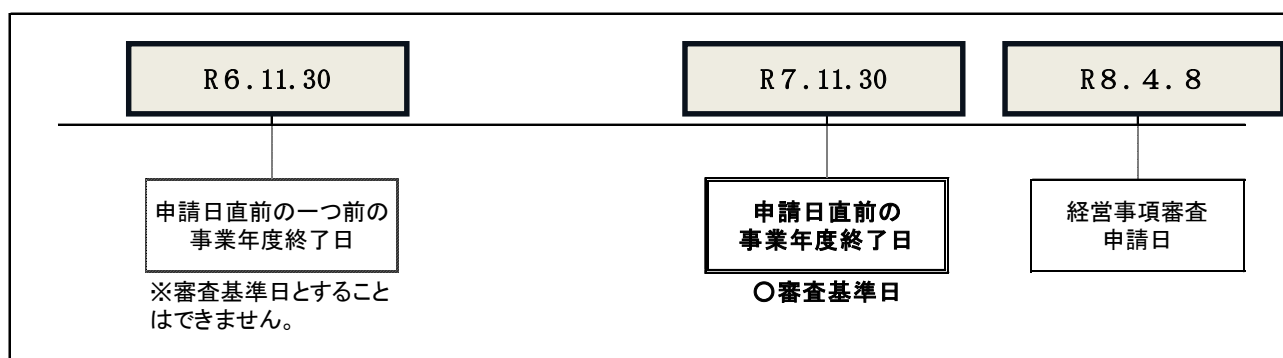 R6.11.30
R7.11.30
R8.4.8
申請日直前の一つ前の
事業年度終了日
申請日直前の
事業年度終了日
経営事項審査
申請日
※審査基準日とすること
はできません。
〇審査基準日